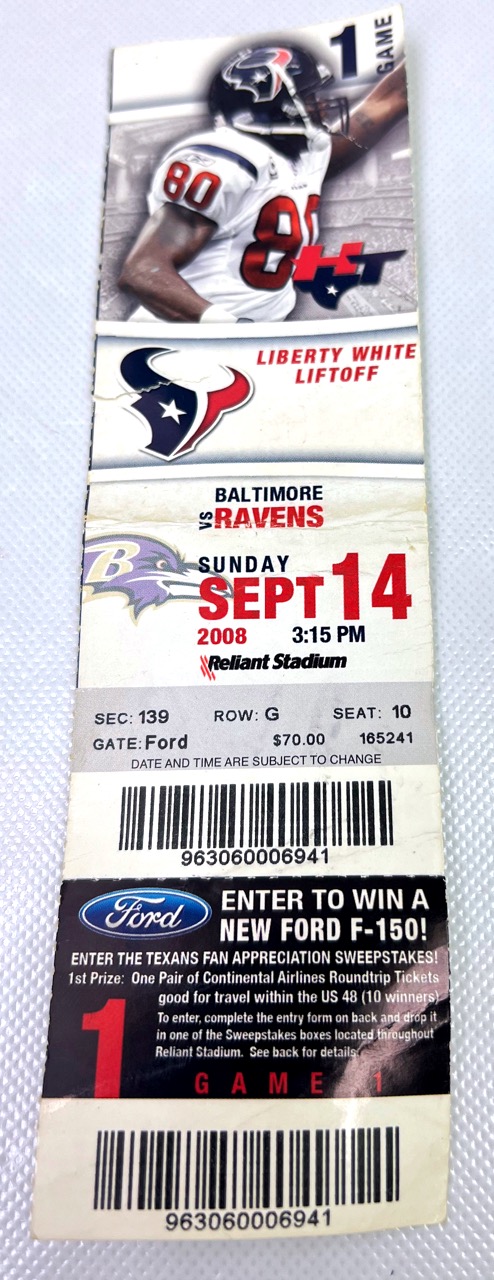 1
GAME
80
80
HT
LIBERTY WHITE
LIFTOFF
BALTIMORE
VS RAVENS
B
SUNDAY
SEPT 14
2008 3:15 PM
Reliant Stadium
SEC: 139 ROW: G SEAT: 10
GATE: Ford $70.00 165241
DATE AND TIME ARE SUBJECT TO CHANGE
963060006941
Ford
ENTER TO WIN A
NEW FORD F-150!
ENTER THE TEXANS FAN APPRECIATION SWEEPSTAKES!
1st Prize: One Pair of Continental Airlines Roundtrip Tickets
good for travel within the US 48 (10 winners)
To enter, complete the entry form on back and drop it
in one of the Sweepstakes boxes located throughout
Reliant Stadium. See back for details.
1
GAME 1
963060006941